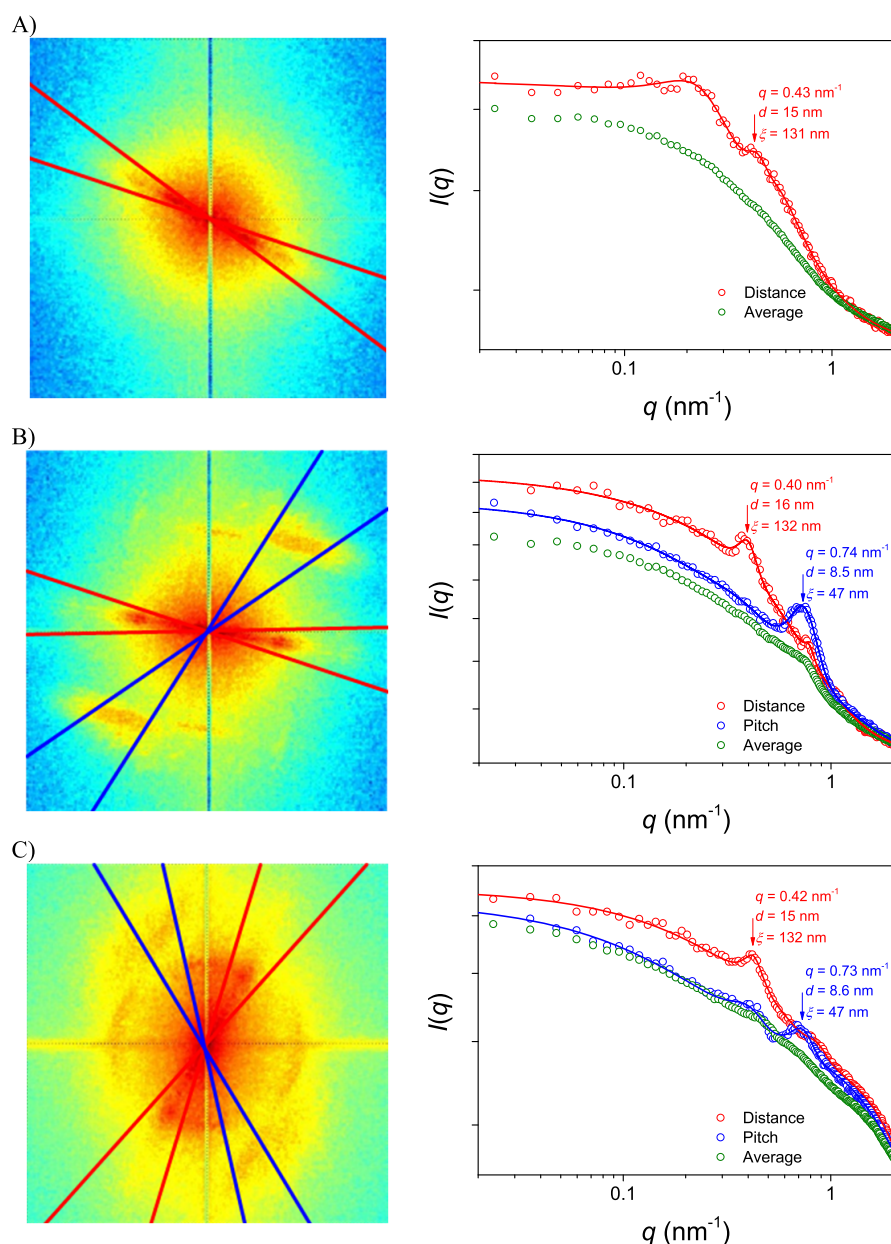 A)
I(q)
q = 0.43 nm⁻¹
d = 15 nm
ξ = 131 nm
Distance
Average
0.1
1
q (nm⁻¹)
B)
I(q)
q = 0.40 nm⁻¹
d = 16 nm
ξ = 132 nm
q = 0.74 nm⁻¹
d = 8.5 nm
ξ = 47 nm
Distance
Pitch
Average
0.1
1
q (nm⁻¹)
C)
I(q)
q = 0.42 nm⁻¹
d = 15 nm
ξ = 132 nm
q = 0.73 nm⁻¹
d = 8.6 nm
ξ = 47 nm
Distance
Pitch
Average
0.1
1
q (nm⁻¹)